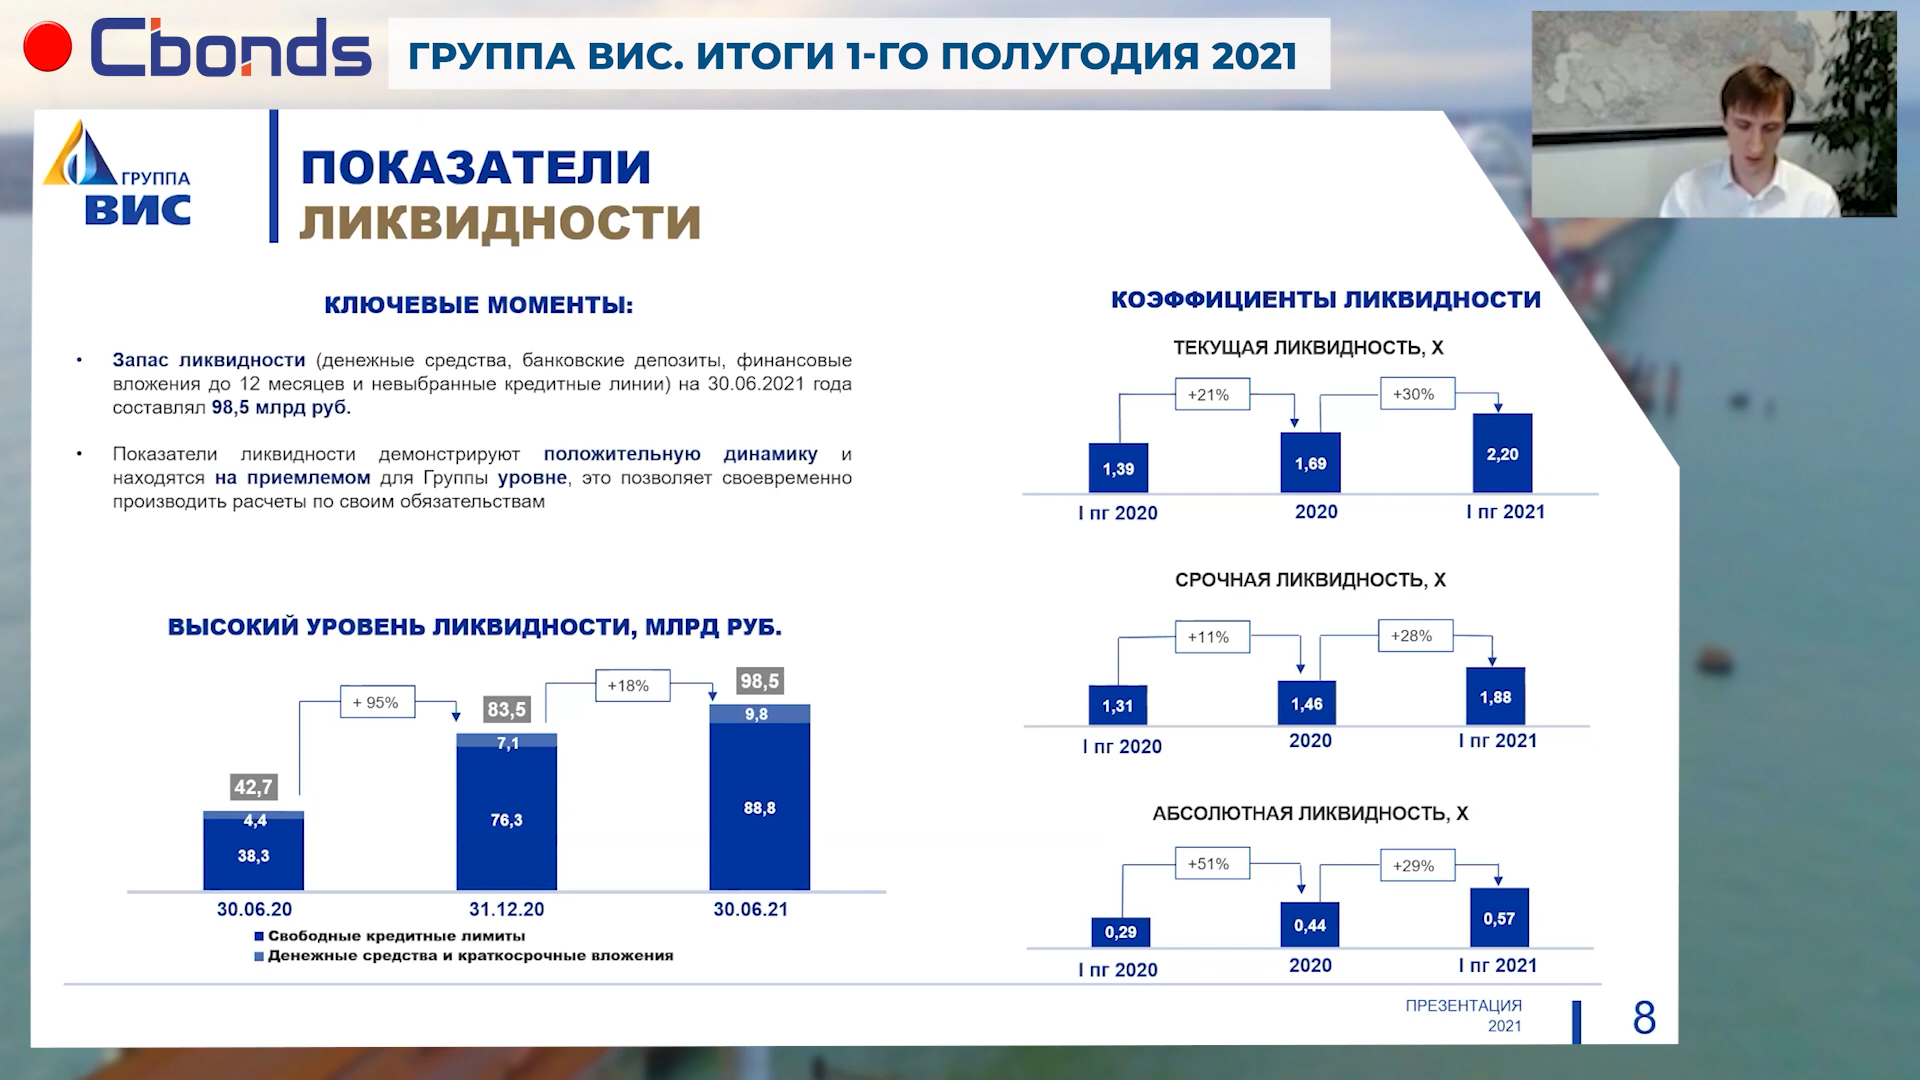 Cbonds
ГРУППА ВИС. ИТОГИ 1-ГО ПОЛУГОДИЯ 2021
ГРУППА
ВИС
ПОКАЗАТЕЛИ
ЛИКВИДНОСТИ
КЛЮЧЕВЫЕ МОМЕНТЫ:
• Запас ликвидности (денежные средства, банковские депозиты, финансовые
вложения до 12 месяцев и невыбранные кредитные линии) на 30.06.2021 года
составлял 98,5 млрд руб.
• Показатели ликвидности демонстрируют положительную динамику и
находятся на приемлемом для Группы уровне, это позволяет своевременно
производить расчеты по своим обязательствам
ВЫСОКИЙ УРОВЕНЬ ЛИКВИДНОСТИ, МЛРД РУБ.
+ 95%
+18%
42,7
83,5
98,5
4,4
7,1
9,8
38,3
76,3
88,8
30.06.20
31.12.20
30.06.21
Свободные кредитные лимиты
Денежные средства и краткосрочные вложения
КОЭФФИЦИЕНТЫ ЛИКВИДНОСТИ
ТЕКУЩАЯ ЛИКВИДНОСТЬ, Х
+21%
+30%
1,39
1,69
2,20
I пг 2020
2020
I пг 2021
СРОЧНАЯ ЛИКВИДНОСТЬ, Х
+11%
+28%
1,31
1,46
1,88
I пг 2020
2020
I пг 2021
АБСОЛЮТНАЯ ЛИКВИДНОСТЬ, Х
+51%
+29%
0,29
0,44
0,57
I пг 2020
2020
I пг 2021
ПРЕЗЕНТАЦИЯ
2021
8